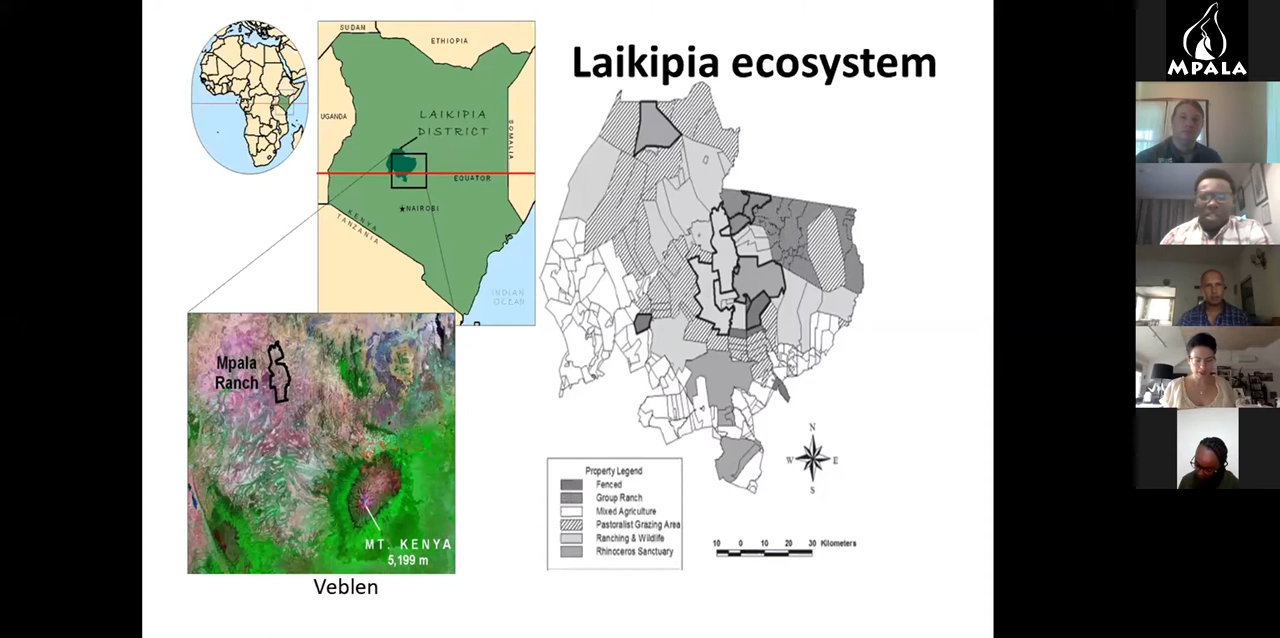 Laikipia ecosystem
SUDAN
ETHIOPIA
UGANDA
LAIKIPIA
DISTRICT
SOMALIA
EQUATOR
NAIROBI
KENYA
TANZANIA
INDIAN
OCEAN
Mpala
Ranch
MT. KENYA
5,199 m
Veblen
N
W
E
S
Property Legend
Fenced
Group Ranch
Mixed Agriculture
Pastoralist Grazing Area
Ranching & Wildlife
Rhinoceros Sanctuary
10 0 10 20 30 Kilometers
MPALA